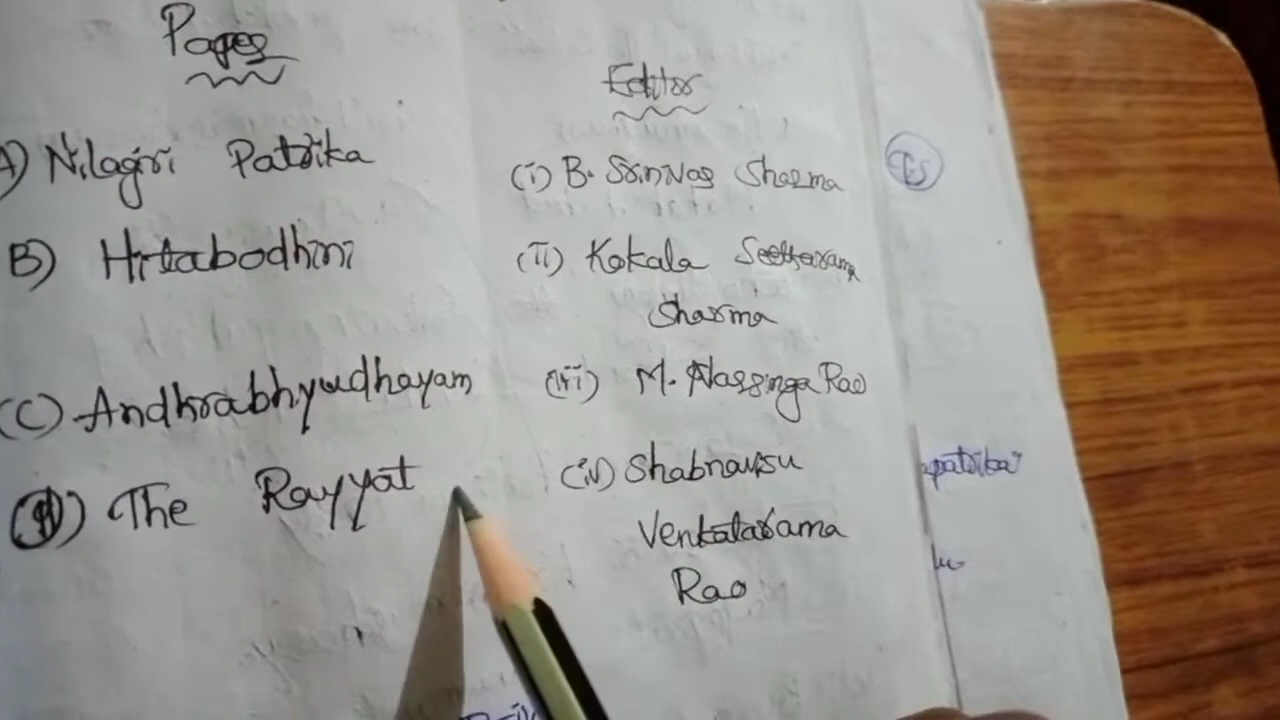 Papers
Editor
A) Nilagiri Patrika
(i) B. Srinivas Sharma
B) Hitabodhini
(ii) Kokala Seetharama
Sharma
(C) Andhrabhyudhayam
(iii) M. Narsinga Rao
(D) The Rayyat
(iv) Shabnavisu
Venkatarama
Rao
patrika"